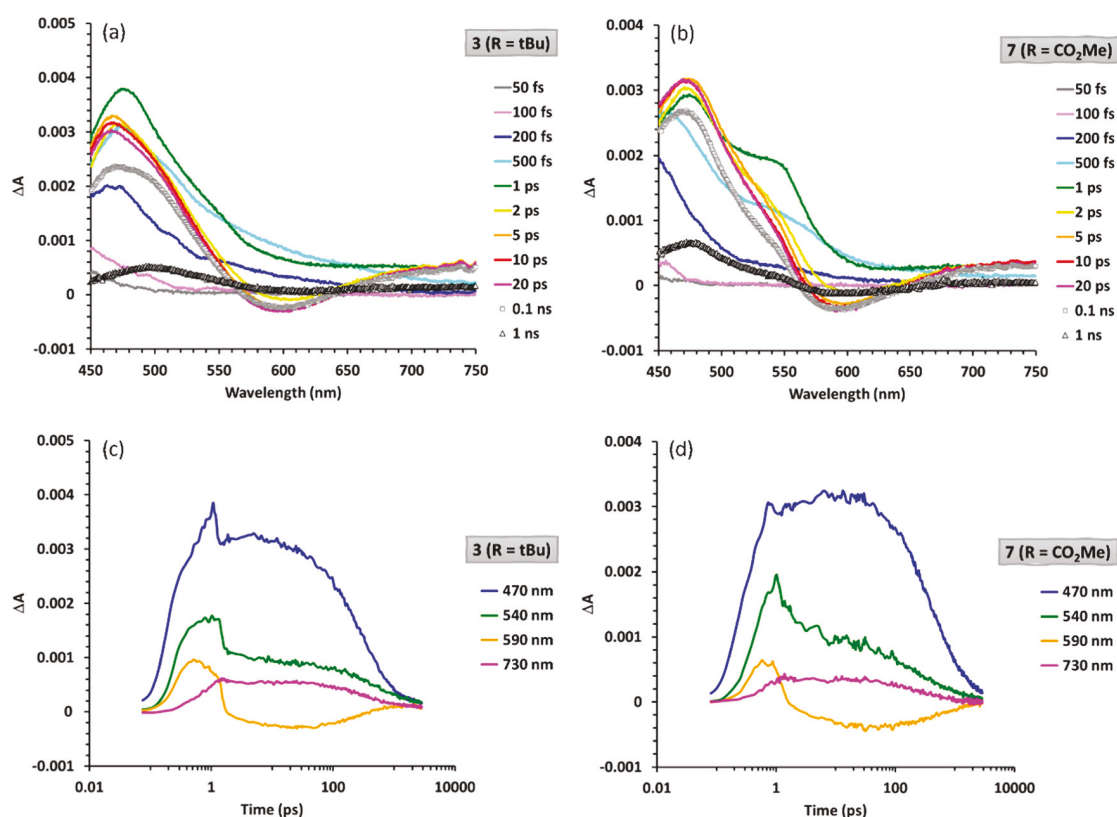 (a)
3 (R = tBu)
0.005
0.004
0.003
0.002
0.001
0
-0.001
ΔA
450 500 550 600 650 700 750
Wavelength (nm)
50 fs
100 fs
200 fs
500 fs
1 ps
2 ps
5 ps
10 ps
20 ps
0.1 ns
1 ns
(b)
7 (R = CO₂Me)
0.004
0.003
0.002
0.001
0
-0.001
ΔA
450 500 550 600 650 700 750
Wavelength (nm)
50 fs
100 fs
200 fs
500 fs
1 ps
2 ps
5 ps
10 ps
20 ps
0.1 ns
1 ns
(c)
3 (R = tBu)
0.005
0.004
0.003
0.002
0.001
0
-0.001
ΔA
0.01 1 100 10000
Time (ps)
470 nm
540 nm
590 nm
730 nm
(d)
7 (R = CO₂Me)
0.004
0.003
0.002
0.001
0
-0.001
ΔA
0.01 1 100 10000
Time (ps)
470 nm
540 nm
590 nm
730 nm